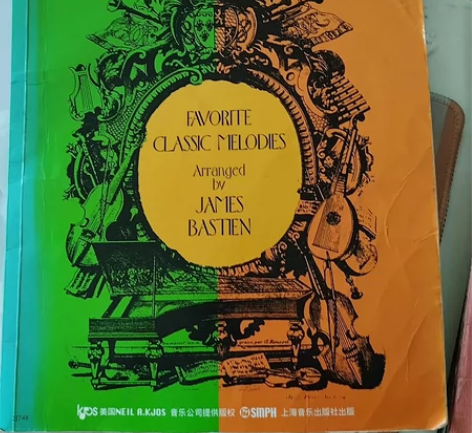 FAVORITE
CLASSIC MELODIES
Arranged
by
JAMES
BASTIEN
kjos 美国NEIL A.KJOS 音乐公司提供版权 SMPH 上海音乐出版社出版